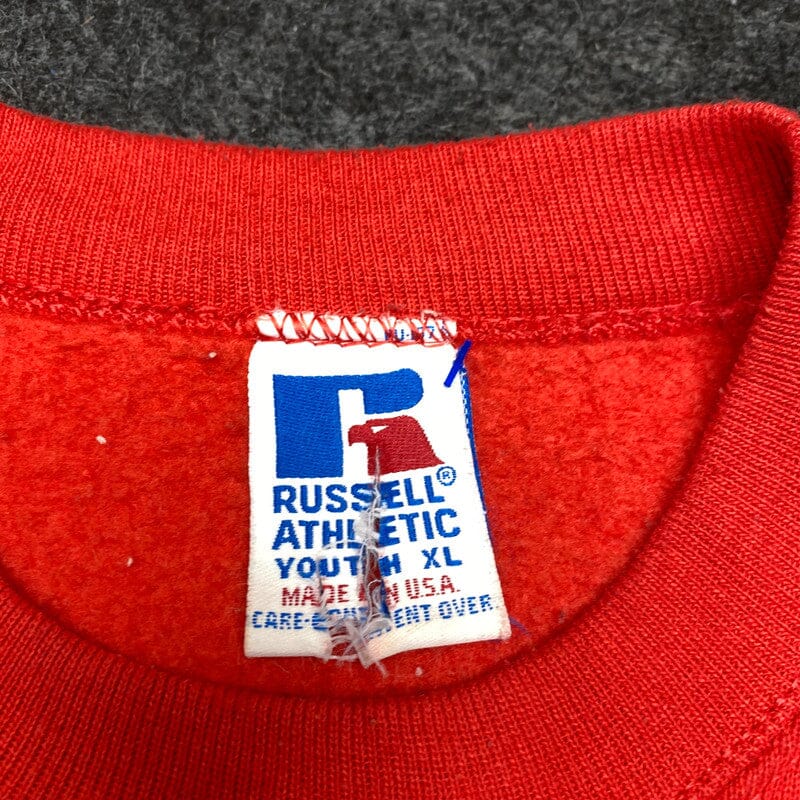 R
RUSSELL®
ATHLETIC
YOUTH XL
MADE IN U.S.A.
CARE-CONTENT OVER.